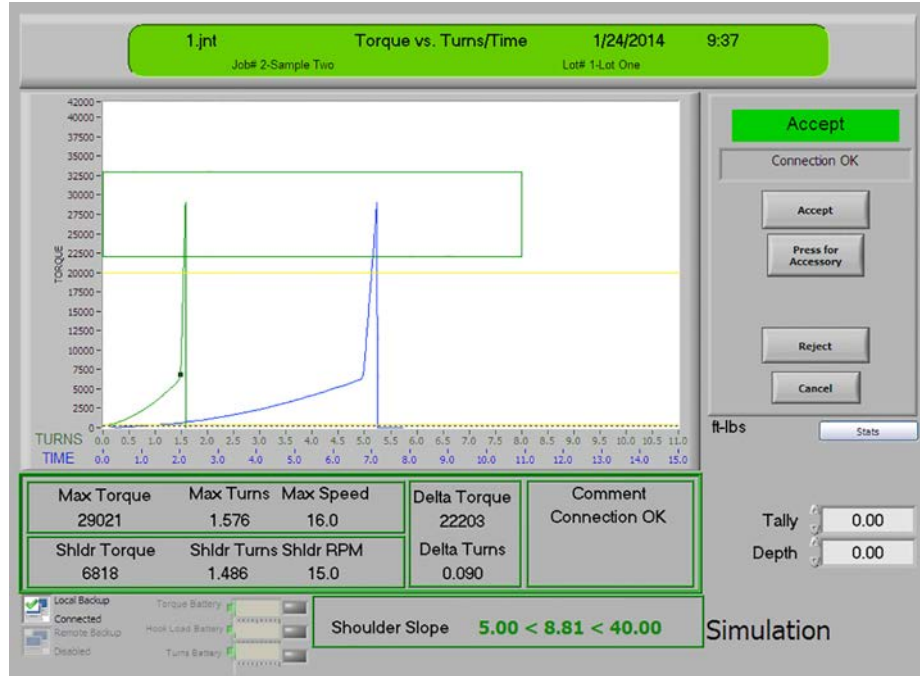 1.jnt Torque vs. Turns/Time 1/24/2014 9:37
Job# 2-Sample Two Lot# 1-Lot One
42000
40000
37500
35000
32500
30000
27500
25000
22500
20000
17500
15000
12500
10000
7500
5000
2500
0
TORQUE
TURNS 0.0 0.5 1.0 1.5 2.0 2.5 3.0 3.5 4.0 4.5 5.0 5.5 6.0 6.5 7.0 7.5 8.0 8.5 9.0 9.5 10.0 10.5 11.0
TIME 0.0 1.0 2.0 3.0 4.0 5.0 6.0 7.0 8.0 9.0 10.0 11.0 12.0 13.0 14.0 15.0
Accept
Connection OK
Accept
Press for
Accessory
Reject
Cancel
ft-lbs Stats
Max Torque Max Turns Max Speed
29021 1.576 16.0
Shldr Torque Shldr Turns Shldr RPM
6818 1.486 15.0
Delta Torque
22203
Delta Turns
0.090
Comment
Connection OK
Tally 0.00
Depth 0.00
Local Backup
Connected
Remote Backup
Disabled
Torque Battery
Hook Load Battery
Turns Battery
Shoulder Slope 5.00 < 8.81 < 40.00
Simulation